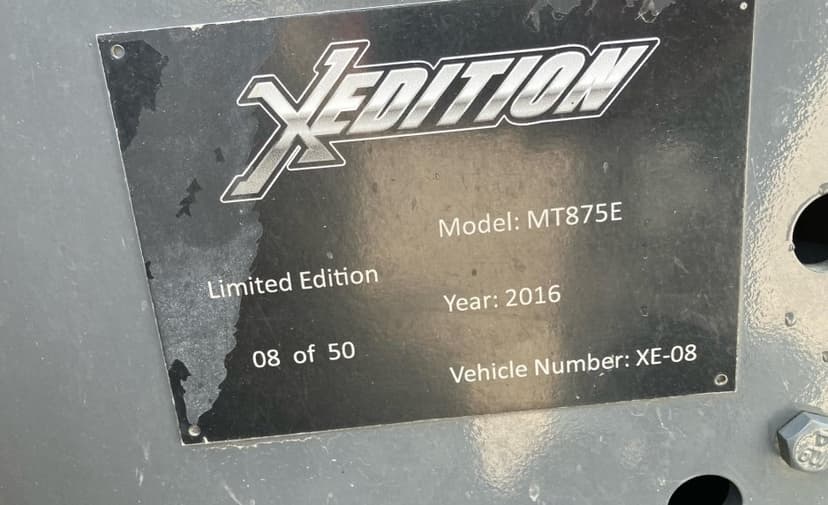 XEDITION
Model: MT875E
Limited Edition
Year: 2016
08 of 50
Vehicle Number: XE-08